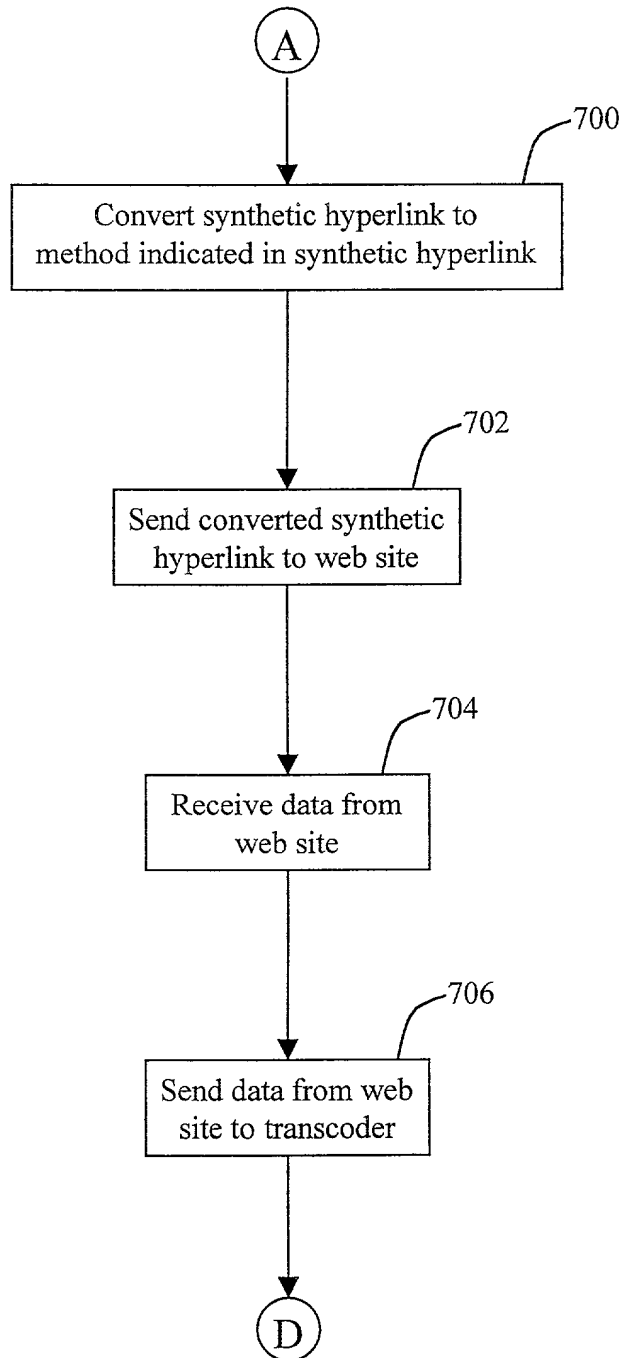 A
700
Convert synthetic hyperlink to
method indicated in synthetic hyperlink
702
Send converted synthetic
hyperlink to web site
704
Receive data from
web site
706
Send data from web
site to transcoder
D